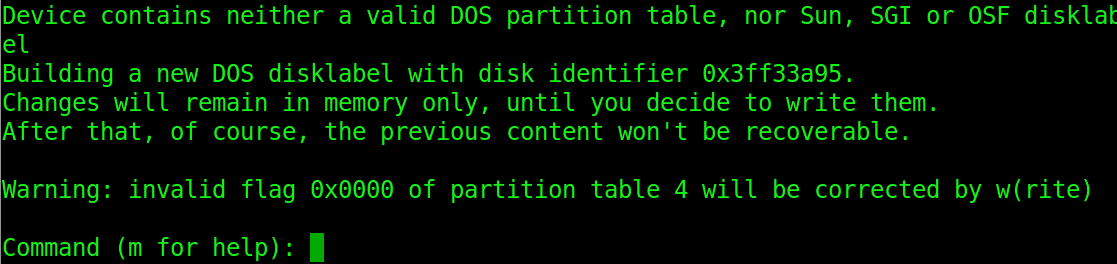 Device contains neither a valid DOS partition table, nor Sun, SGI or OSF disklab
el
Building a new DOS disklabel with disk identifier 0x3ff33a95.
Changes will remain in memory only, until you decide to write them.
After that, of course, the previous content won't be recoverable.
Warning: invalid flag 0x0000 of partition table 4 will be corrected by w(rite)
Command (m for help):